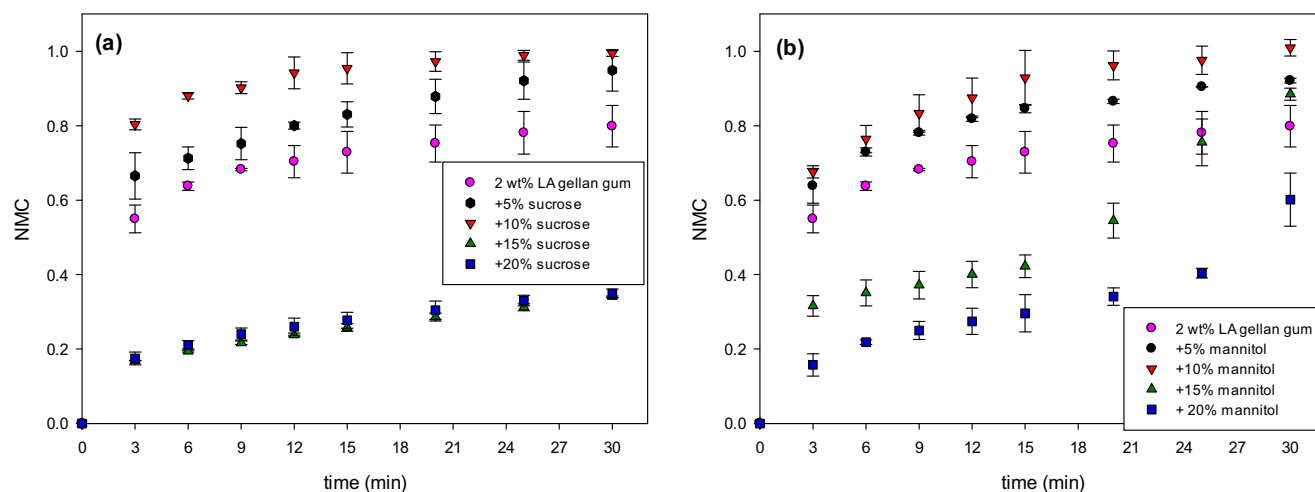 (a)
NMC
1.0
0.8
0.6
0.4
0.2
0.0
2 wt% LA gellan gum
+5% sucrose
+10% sucrose
+15% sucrose
+20% sucrose
0 3 6 9 12 15 18 21 24 27 30
time (min)
(b)
NMC
1.0
0.8
0.6
0.4
0.2
0.0
2 wt% LA gellan gum
+5% mannitol
+10% mannitol
+15% mannitol
+ 20% mannitol
0 3 6 9 12 15 18 21 24 27 30
time (min)